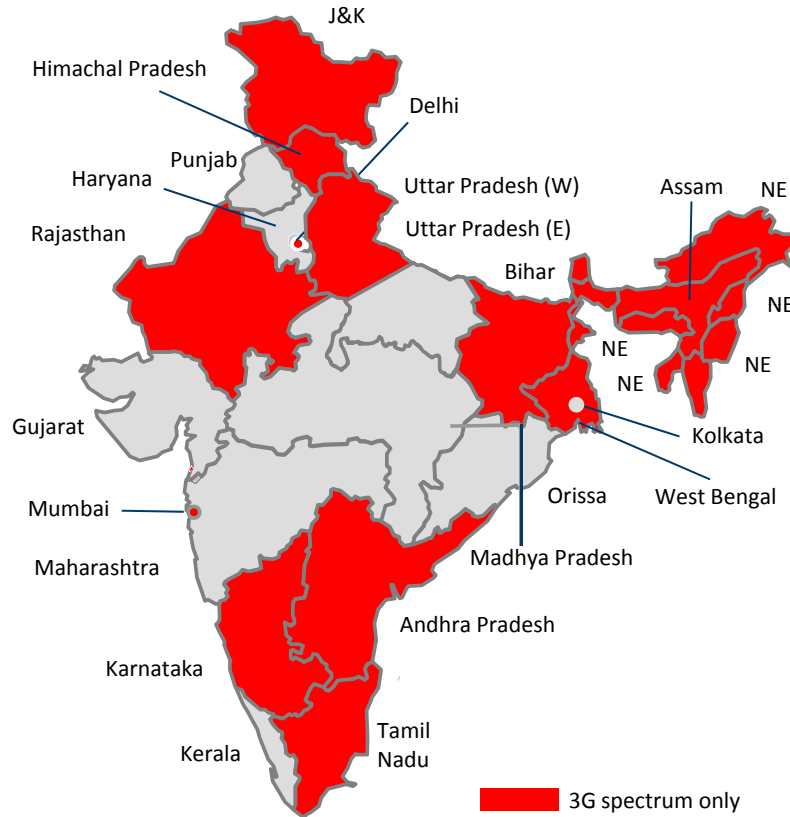 J&K
Himachal Pradesh
Delhi
Punjab
Haryana
Uttar Pradesh (W)
Assam
NE
Rajasthan
Uttar Pradesh (E)
Bihar
NE
NE
NE
NE
Gujarat
Kolkata
Orissa
West Bengal
Mumbai
Madhya Pradesh
Maharashtra
Andhra Pradesh
Karnataka
Tamil
Nadu
Kerala
3G spectrum only